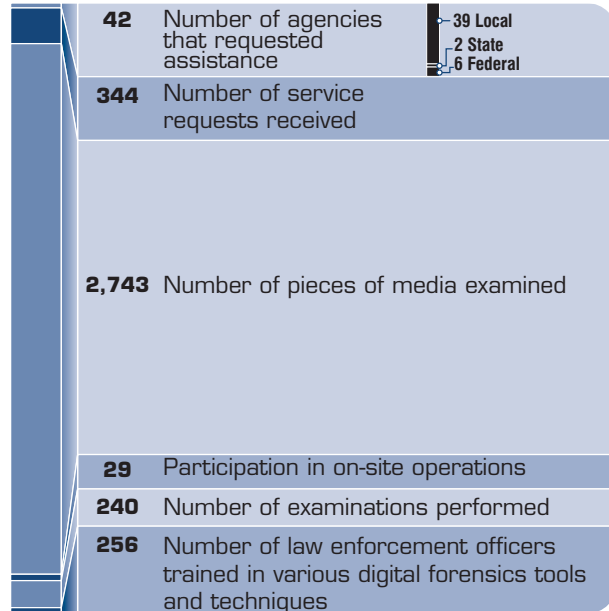 42 Number of agencies
that requested
assistance
39 Local
2 State
6 Federal
344 Number of service
requests received
2,743 Number of pieces of media examined
29 Participation in on-site operations
240 Number of examinations performed
256 Number of law enforcement officers
trained in various digital forensics tools
and techniques